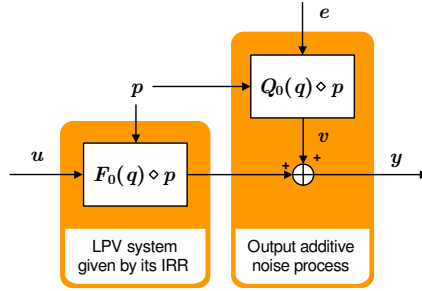 e
p
Q₀(q) ⋄ p
v
u
F₀(q) ⋄ p
+
+
y
LPV system
given by its IRR
Output additive
noise process